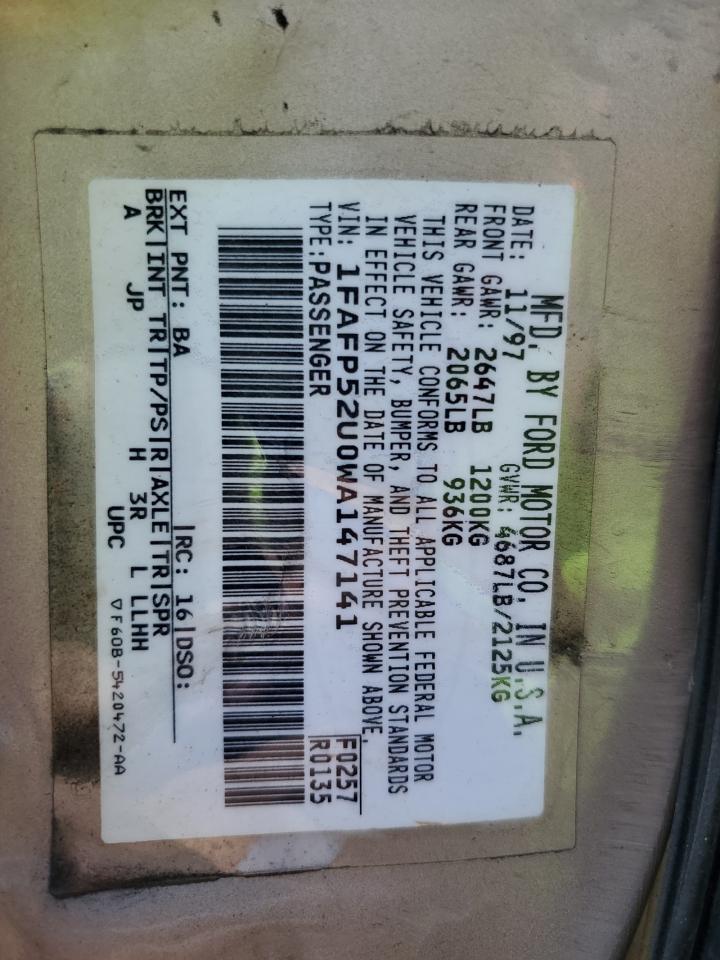 MFD. BY FORD MOTOR CO. IN U.S.A.
DATE: 11/97 GVWR: 4687LB/2125KG
FRONT GAWR: 2647LB 1200KG
REAR GAWR: 2065LB 936KG
THIS VEHICLE CONFORMS TO ALL APPLICABLE FEDERAL MOTOR
VEHICLE SAFETY, BUMPER, AND THEFT PREVENTION STANDARDS
IN EFFECT ON THE DATE OF MANUFACTURE SHOWN ABOVE.
VIN: 1FAFP52U0WA147141 F0257
TYPE:PASSENGER R0135
EXT PNT: BA |RC: 16|DSO:
BRK|INT TR|TP/PS|R|AXLE|TR|SPR
A JP H 3R L LLHH
UPC ▽F60B-5420472-AA